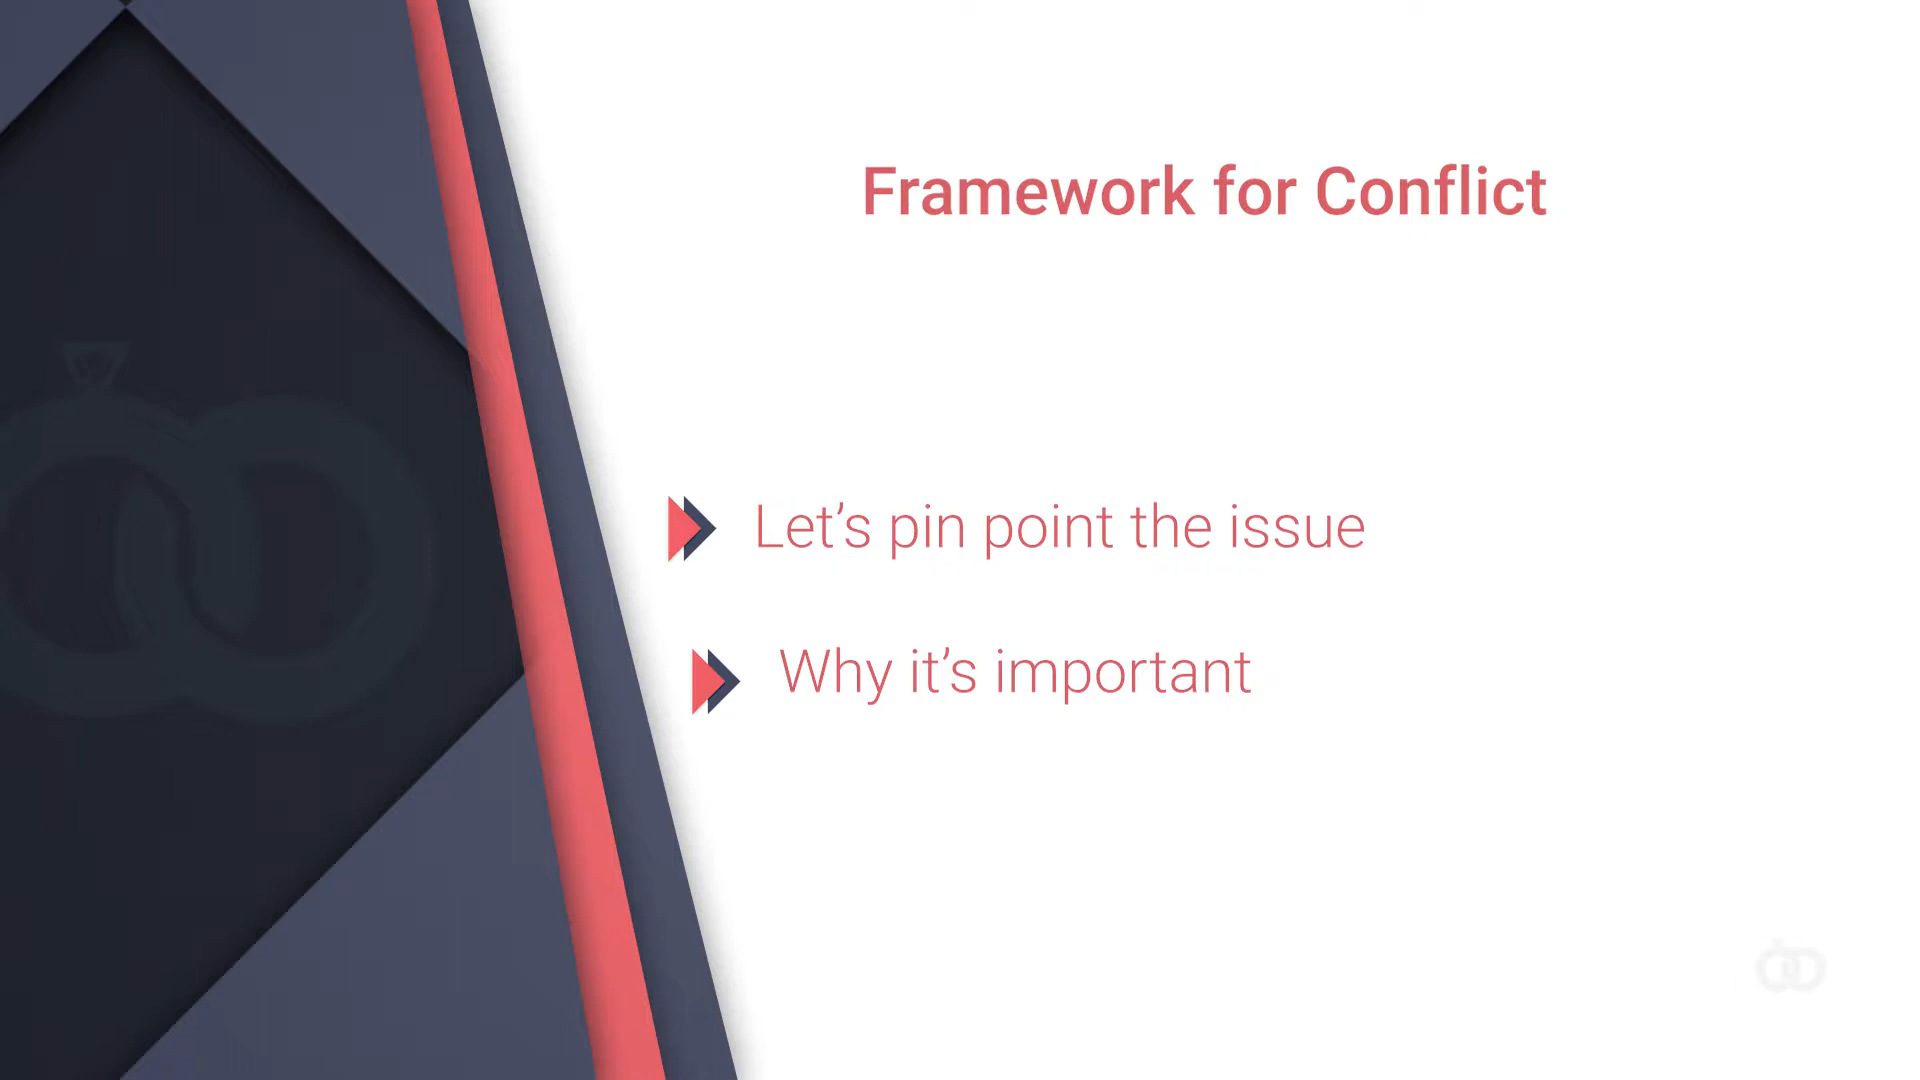 Framework for Conflict
Let’s pin point the issue
Why it’s important